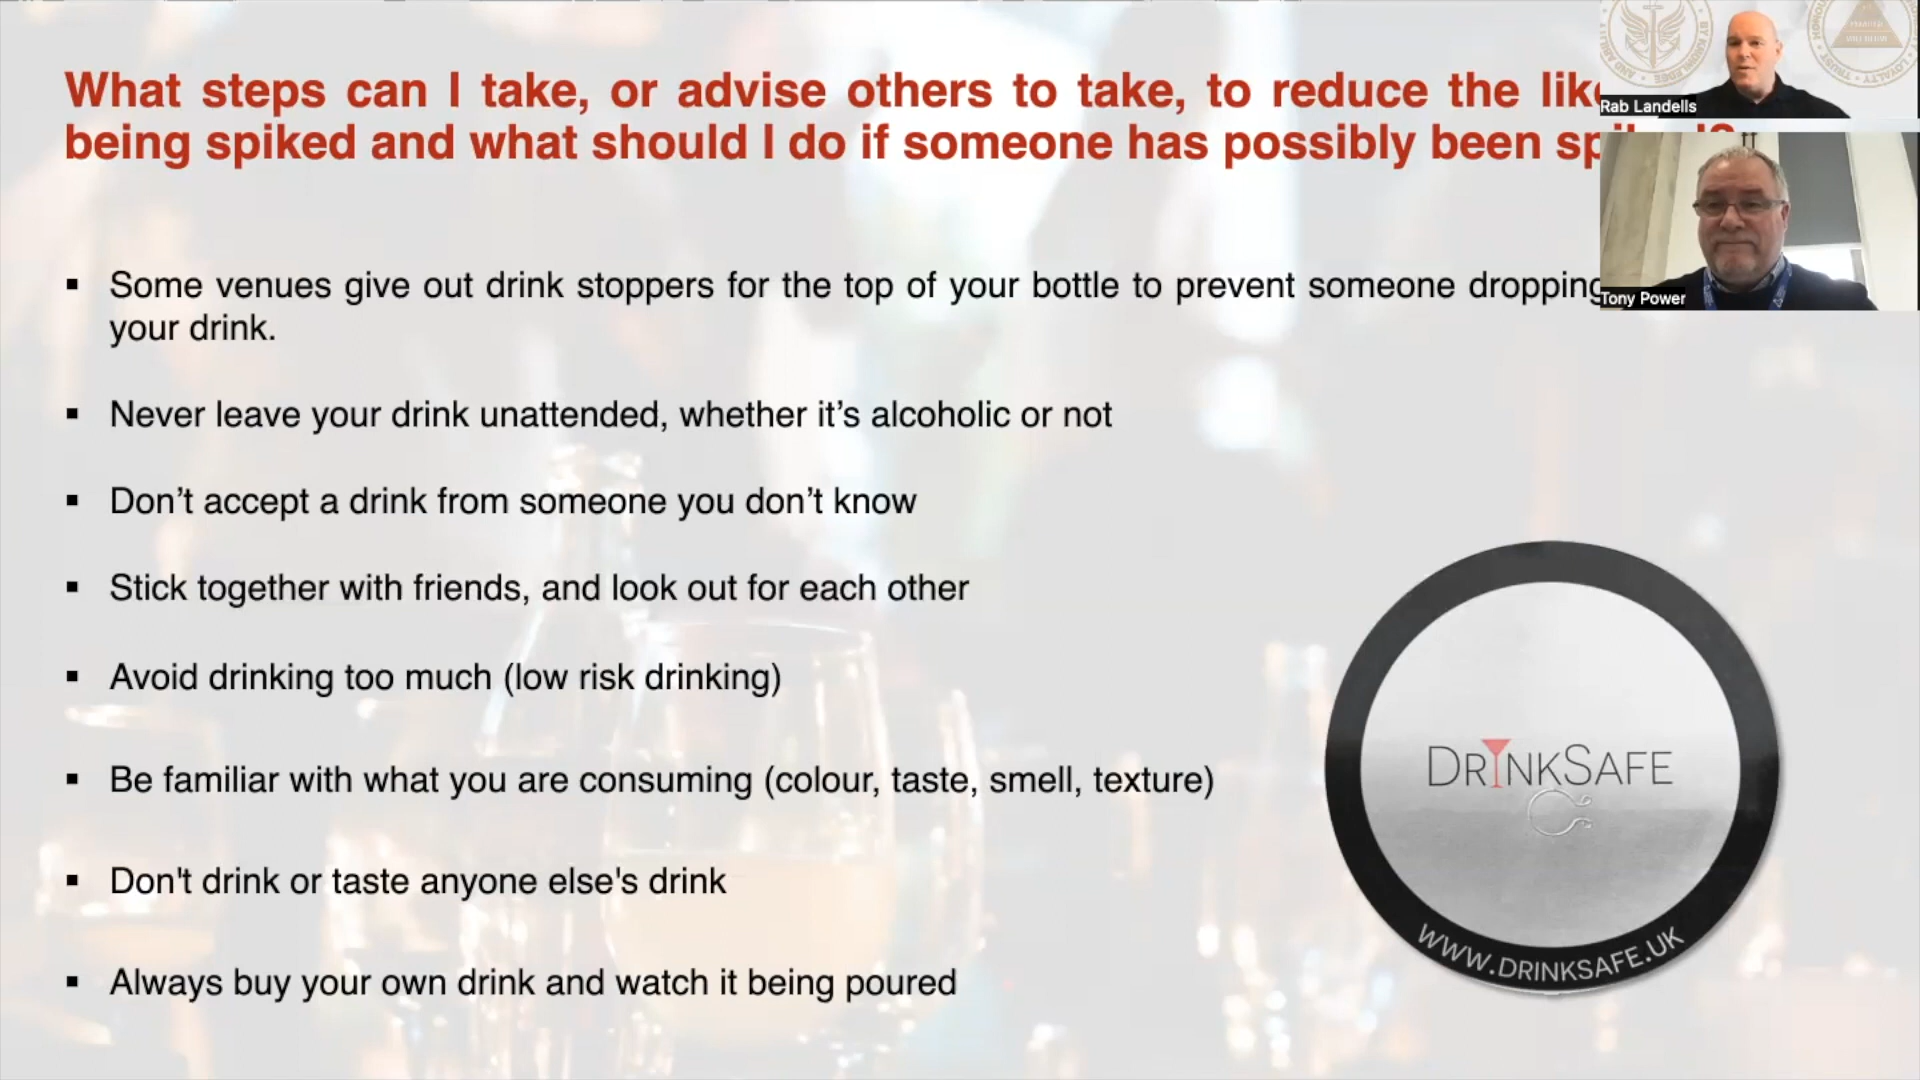 What steps can I take, or advise others to take, to reduce the
being spiked and what should I do if someone has possibly been
Some venues give out drink stoppers for the top of your bottle to prevent someone dropping
your drink.
Never leave your drink unattended, whether it’s alcoholic or not
Don’t accept a drink from someone you don’t know
Stick together with friends, and look out for each other
Avoid drinking too much (low risk drinking)
Be familiar with what you are consuming (colour, taste, smell, texture)
Don't drink or taste anyone else's drink
Always buy your own drink and watch it being poured
Rab Landells
Tony Power
DRINKSAFE
WWW.DRINKSAFE.UK